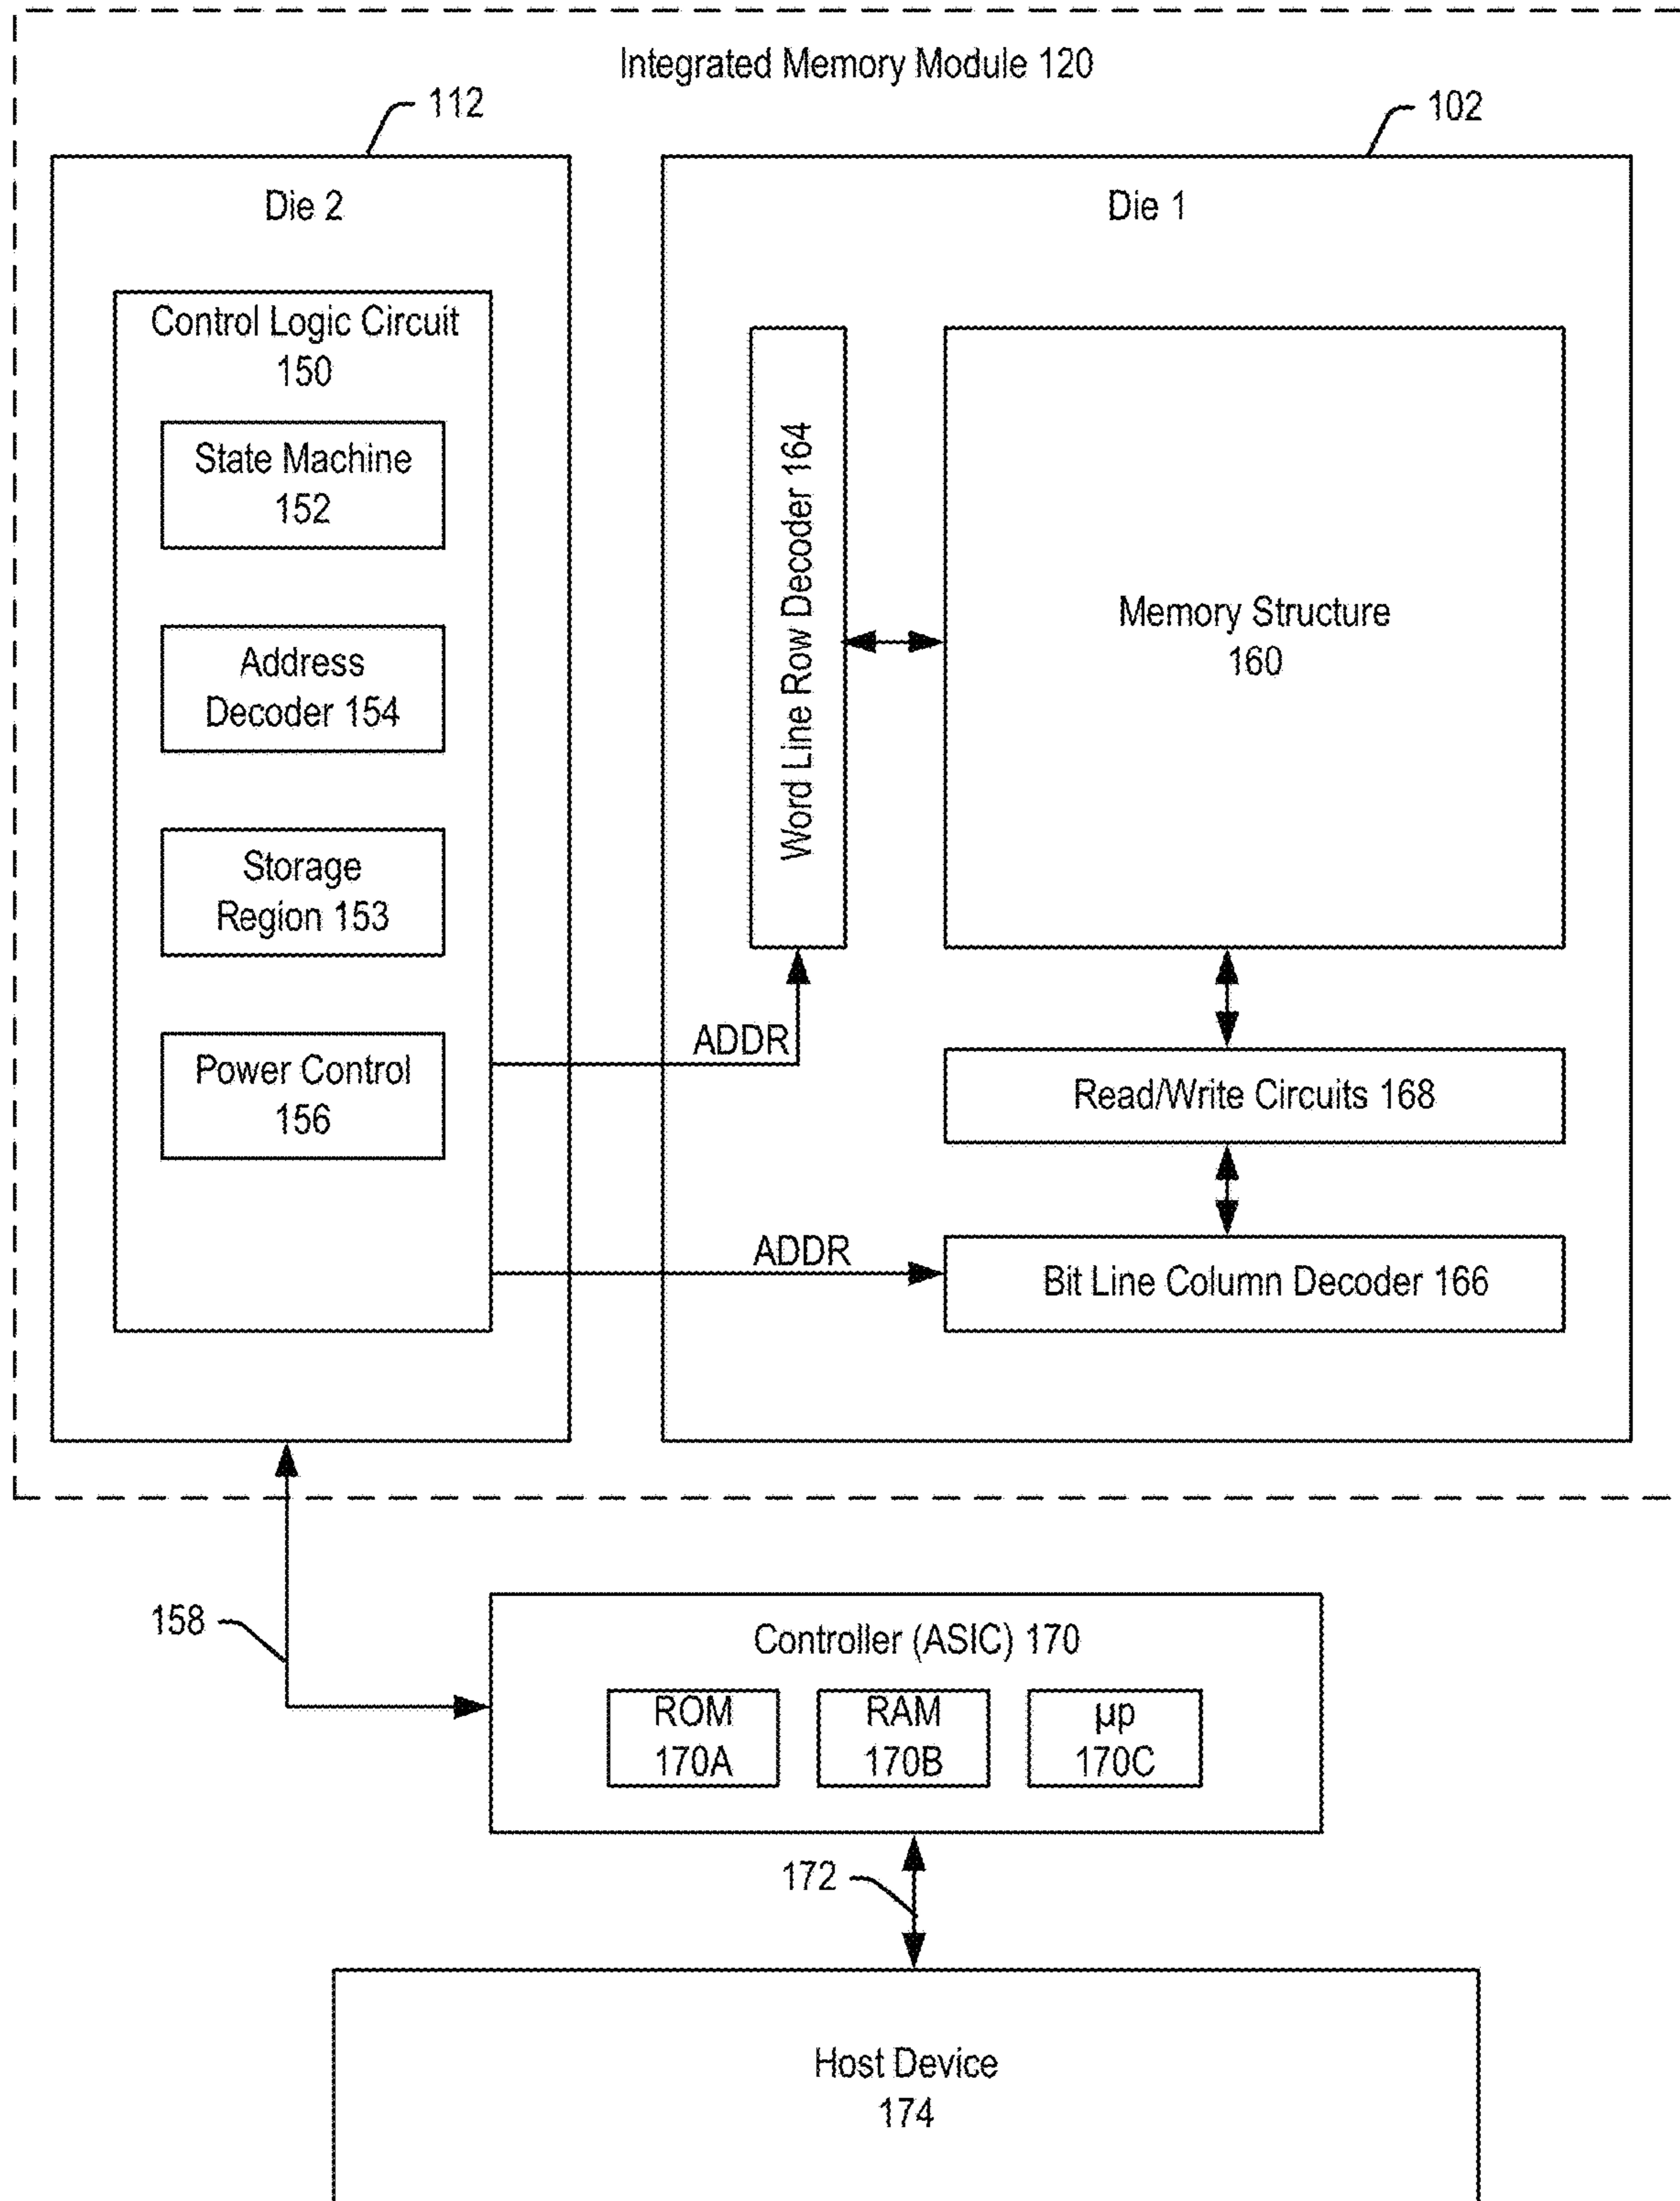 Integrated Memory Module 120
112
102
Die 2
Die 1
Control Logic Circuit
150
State Machine
152
Address
Decoder 154
Storage
Region 153
Power Control
156
Word Line Row Decoder 164
Memory Structure
160
ADDR
Read/Write Circuits 168
ADDR
Bit Line Column Decoder 166
158
Controller (ASIC) 170
ROM
170A
RAM
170B
µp
170C
172
Host Device
174